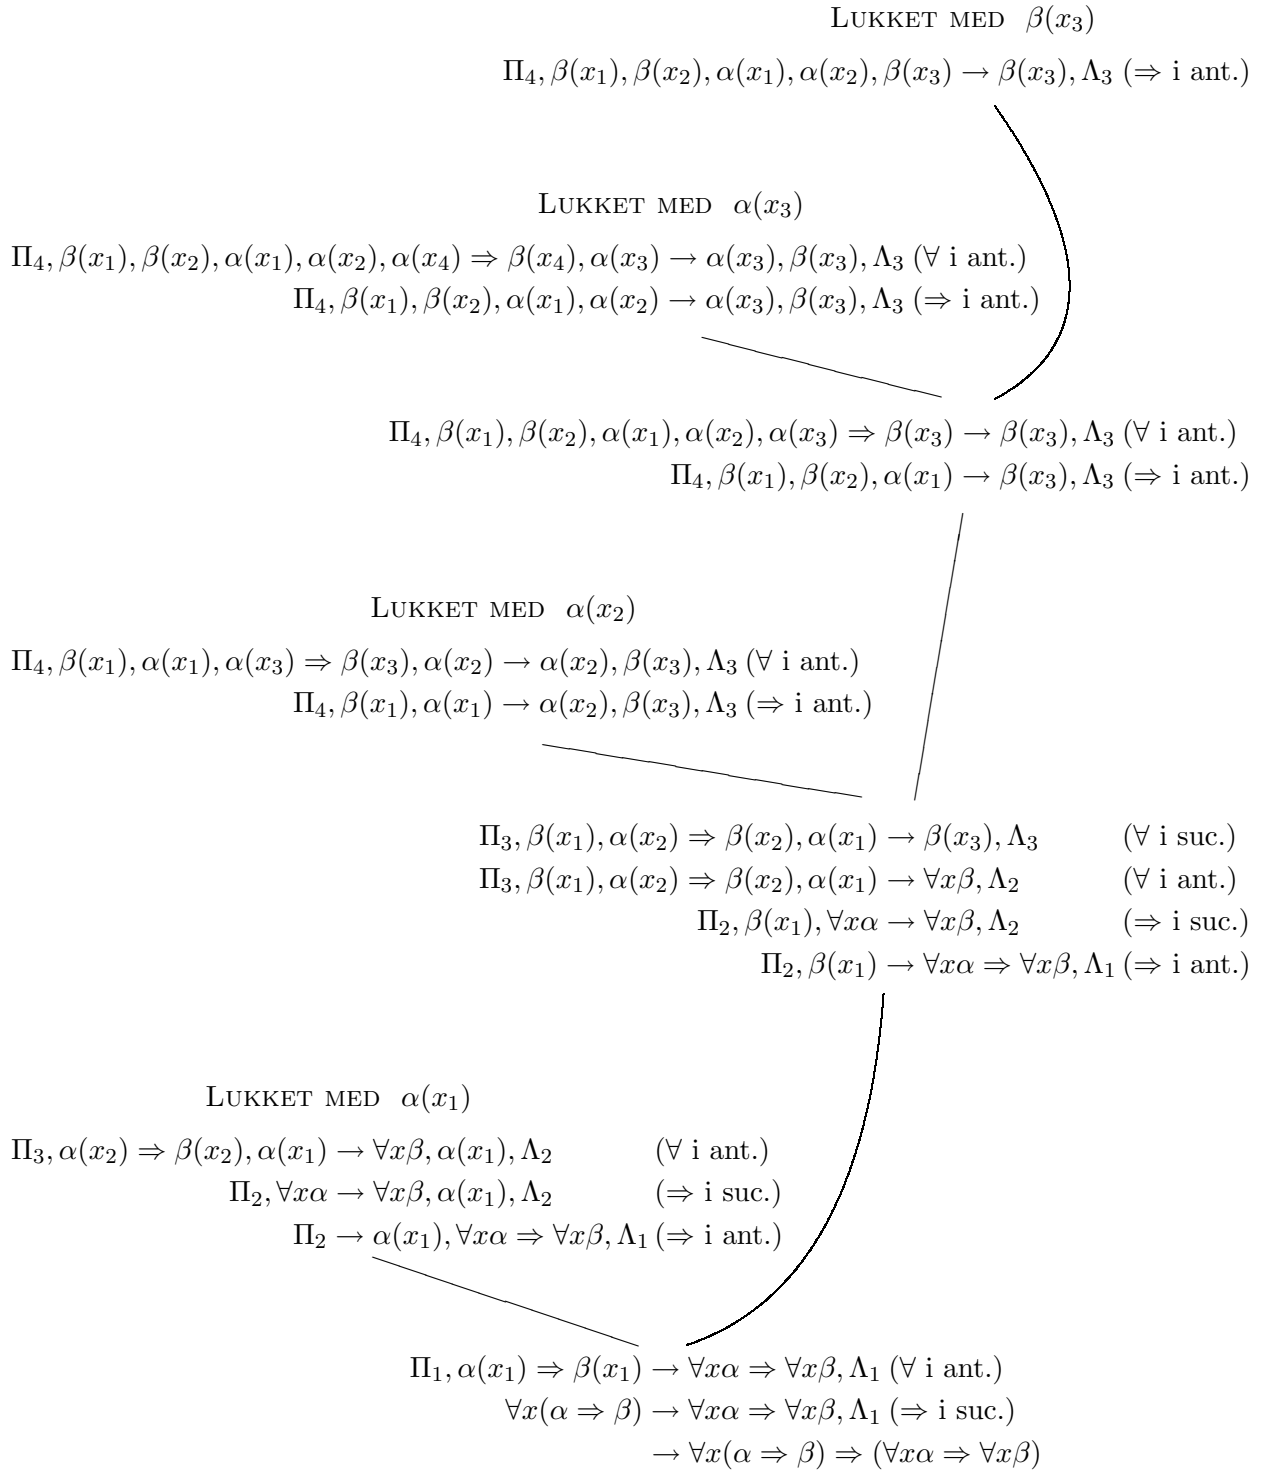 LUKKET MED β(x₃)
Π₄, β(x₁), β(x₂), α(x₁), α(x₂), β(x₃) → β(x₃), Λ₃ (⇒ i ant.)
LUKKET MED α(x₃)
Π₄, β(x₁), β(x₂), α(x₁), α(x₂), α(x₄) ⇒ β(x₄), α(x₃) → α(x₃), β(x₃), Λ₃ (∀ i ant.)
Π₄, β(x₁), β(x₂), α(x₁), α(x₂) → α(x₃), β(x₃), Λ₃ (⇒ i ant.)
Π₄, β(x₁), β(x₂), α(x₁), α(x₂), α(x₃) ⇒ β(x₃) → β(x₃), Λ₃ (∀ i ant.)
Π₄, β(x₁), β(x₂), α(x₁) → β(x₃), Λ₃ (⇒ i ant.)
LUKKET MED α(x₂)
Π₄, β(x₁), α(x₁), α(x₃) ⇒ β(x₃), α(x₂) → α(x₂), β(x₃), Λ₃ (∀ i ant.)
Π₄, β(x₁), α(x₁) → α(x₂), β(x₃), Λ₃ (⇒ i ant.)
Π₃, β(x₁), α(x₂) ⇒ β(x₂), α(x₁) → β(x₃), Λ₃ (∀ i suc.)
Π₃, β(x₁), α(x₂) ⇒ β(x₂), α(x₁) → ∀xβ, Λ₂ (∀ i ant.)
Π₂, β(x₁), ∀xα → ∀xβ, Λ₂ (⇒ i suc.)
Π₂, β(x₁) → ∀xα ⇒ ∀xβ, Λ₁ (⇒ i ant.)
LUKKET MED α(x₁)
Π₃, α(x₂) ⇒ β(x₂), α(x₁) → ∀xβ, α(x₁), Λ₂ (∀ i ant.)
Π₂, ∀xα → ∀xβ, α(x₁), Λ₂ (⇒ i suc.)
Π₂ → α(x₁), ∀xα ⇒ ∀xβ, Λ₁ (⇒ i ant.)
Π₁, α(x₁) ⇒ β(x₁) → ∀xα ⇒ ∀xβ, Λ₁ (∀ i ant.)
∀x(α ⇒ β) → ∀xα ⇒ ∀xβ, Λ₁ (⇒ i suc.)
→ ∀x(α ⇒ β) ⇒ (∀xα ⇒ ∀xβ)